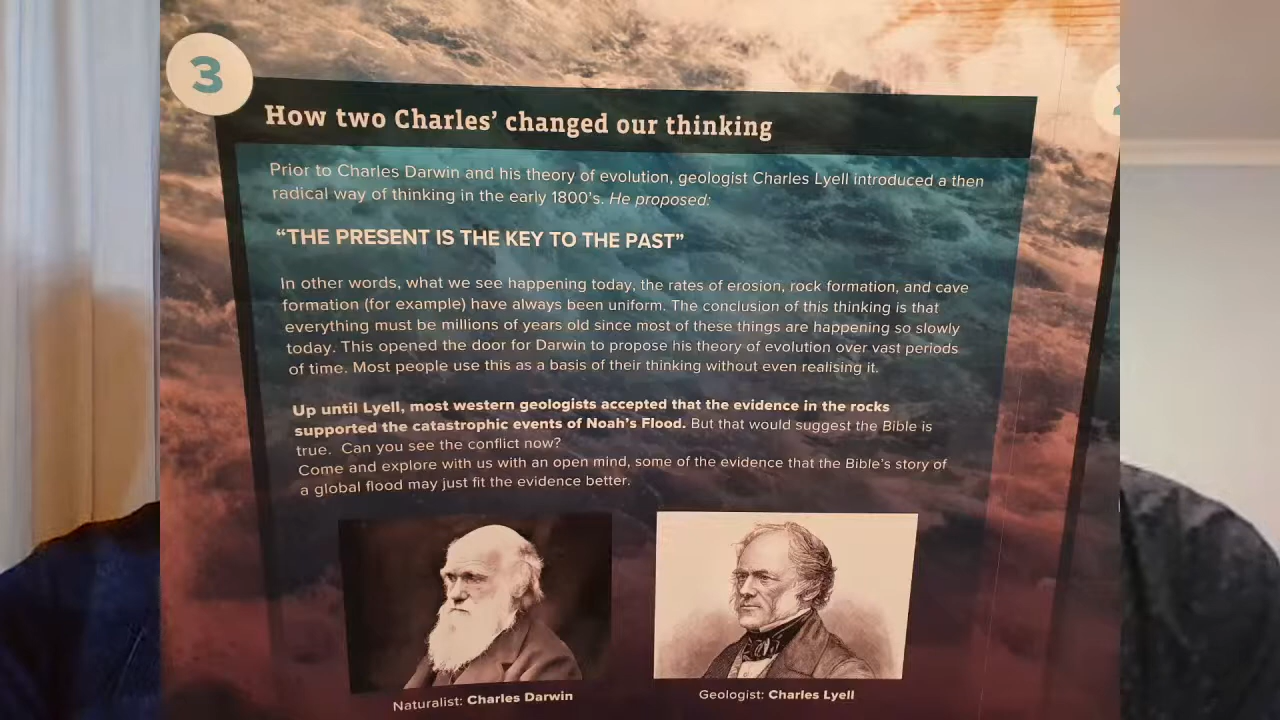 3
How two Charles’ changed our thinking
Prior to Charles Darwin and his theory of evolution, geologist Charles Lyell introduced a then
radical way of thinking in the early 1800’s. He proposed:
“THE PRESENT IS THE KEY TO THE PAST”
In other words, what we see happening today, the rates of erosion, rock formation, and cave
formation (for example) have always been uniform. The conclusion of this thinking is that
everything must be millions of years old since most of these things are happening so slowly
today. This opened the door for Darwin to propose his theory of evolution over vast periods
of time. Most people use this as a basis of their thinking without even realising it.
Up until Lyell, most western geologists accepted that the evidence in the rocks
supported the catastrophic events of Noah’s Flood. But that would suggest the Bible is
true. Can you see the conflict now?
Come and explore with us with an open mind, some of the evidence that the Bible’s story of
a global flood may just fit the evidence better.
Naturalist: Charles Darwin
Geologist: Charles Lyell